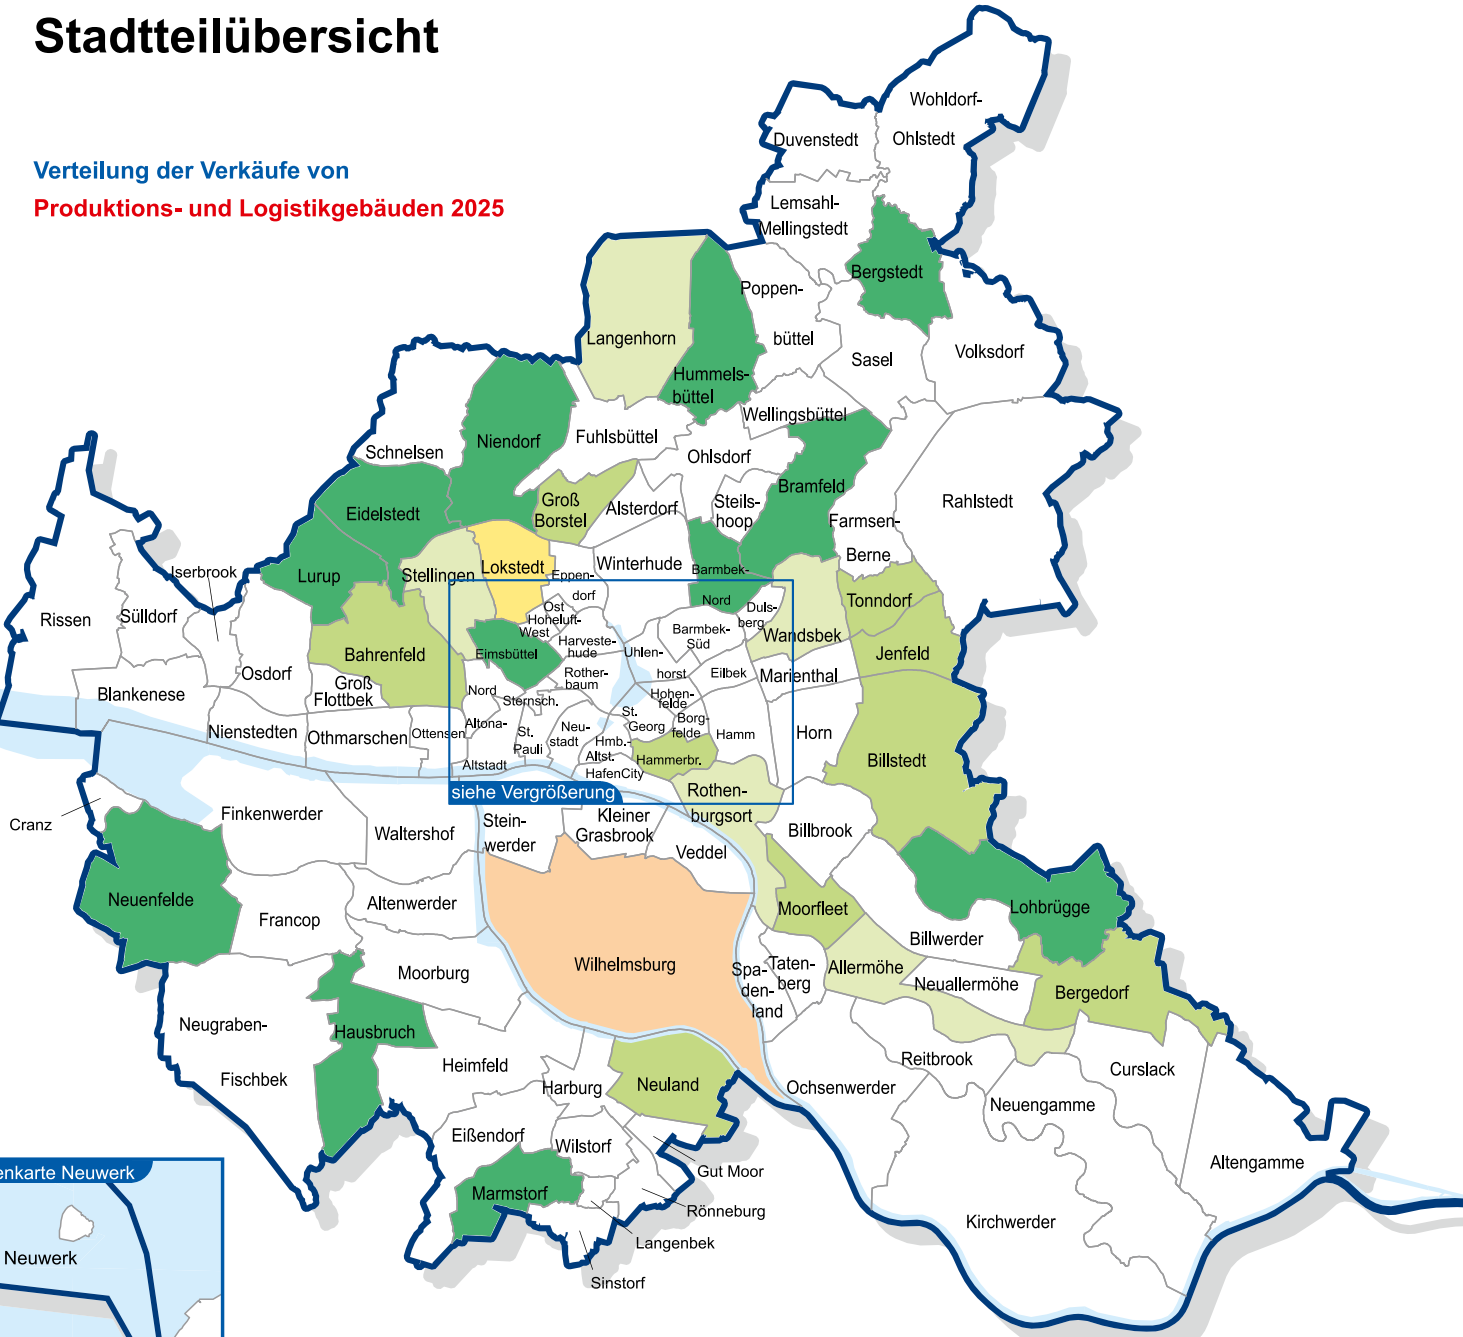 Stadtteilübersicht
Verteilung der Verkäufe von
Produktions- und Logistikgebäuden 2025
Wohldorf-
Ohlstedt
Duvenstedt
Lemsahl-
Mellingstedt
Bergstedt
Poppen-
büttel
Langenhorn
Hummels-
büttel
Sasel
Volksdorf
Wellingsbüttel
Schnelsen
Niendorf
Fuhlsbüttel
Ohlsdorf
Bramfeld
Rahlstedt
Eidelstedt
Groß
Borstel
Alsterdorf
Steils-
hoop
Farmsen-
Berne
Iserbrook
Lurup
Stellingen
Lokstedt
Eppen-
dorf
Winterhude
Barmbek-
Nord
Rissen
Sülldorf
Ost
Hoheluft-
West
Duls-
berg
Tonndorf
Wandsbek
Barmbek-
Süd
Harveste-
hude
Eimsbüttel
Bahrenfeld
Uhlen-
horst
Jenfeld
Osdorf
Groß
Flottbek
Rother-
baum
Eilbek
Marienthal
Blankenese
Nord
Altona-
Altstadt
Sternsch.
Hohen-
felde
St.
Georg
Borg-
felde
Nienstedten
Othmarschen
Ottensen
St.
Pauli
Neu-
stadt
Hmb.-
Altst.
Hamm
Horn
HafenCity
Hammerbr.
Billstedt
siehe Vergrößerung
Rothen-
burgsort
Cranz
Finkenwerder
Waltershof
Stein-
werder
Kleiner
Grasbrook
Veddel
Billbrook
Neuenfelde
Francop
Altenwerder
Moorfleet
Lohbrügge
Billwerder
Moorburg
Wilhelmsburg
Spa-
den-
land
Taten-
berg
Allermöhe
Neuallermöhe
Bergedorf
Neugraben-
Fischbek
Hausbruch
Heimfeld
Harburg
Neuland
Ochsenwerder
Reitbrook
Curslack
Neuengamme
Eißendorf
Wilstorf
Gut Moor
Altengamme
Marmstorf
Rönneburg
Langenbek
Sinstorf
Kirchwerder
enkarte Neuwerk
Neuwerk